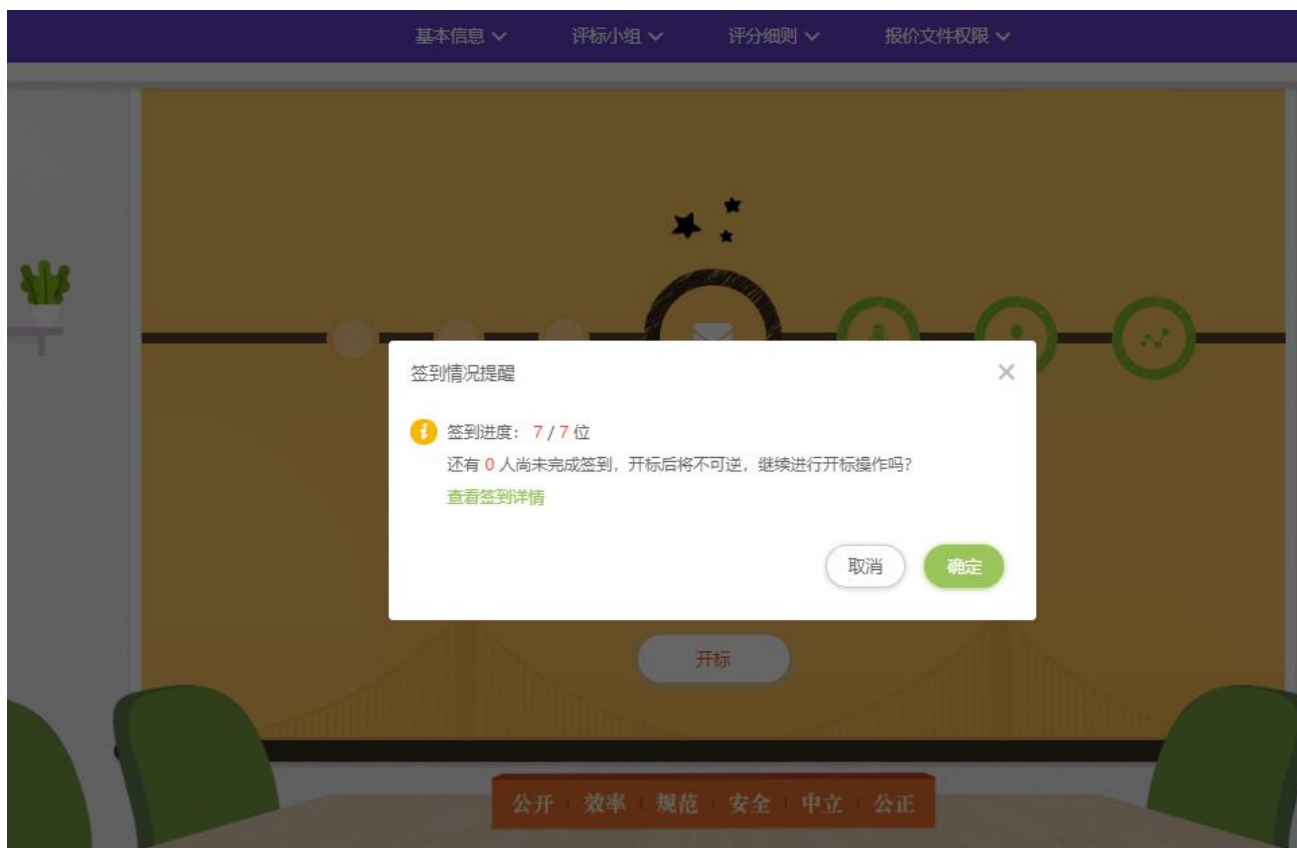 基本信息 评标小组 评分细则 报价文件权限
签到情况提醒
签到进度： 7 / 7 位
还有 0 人尚未完成签到，开标后将不可逆，继续进行开标操作吗？
查看签到详情
取消 确定
开标
公开 效率 规范 安全 中立 公正